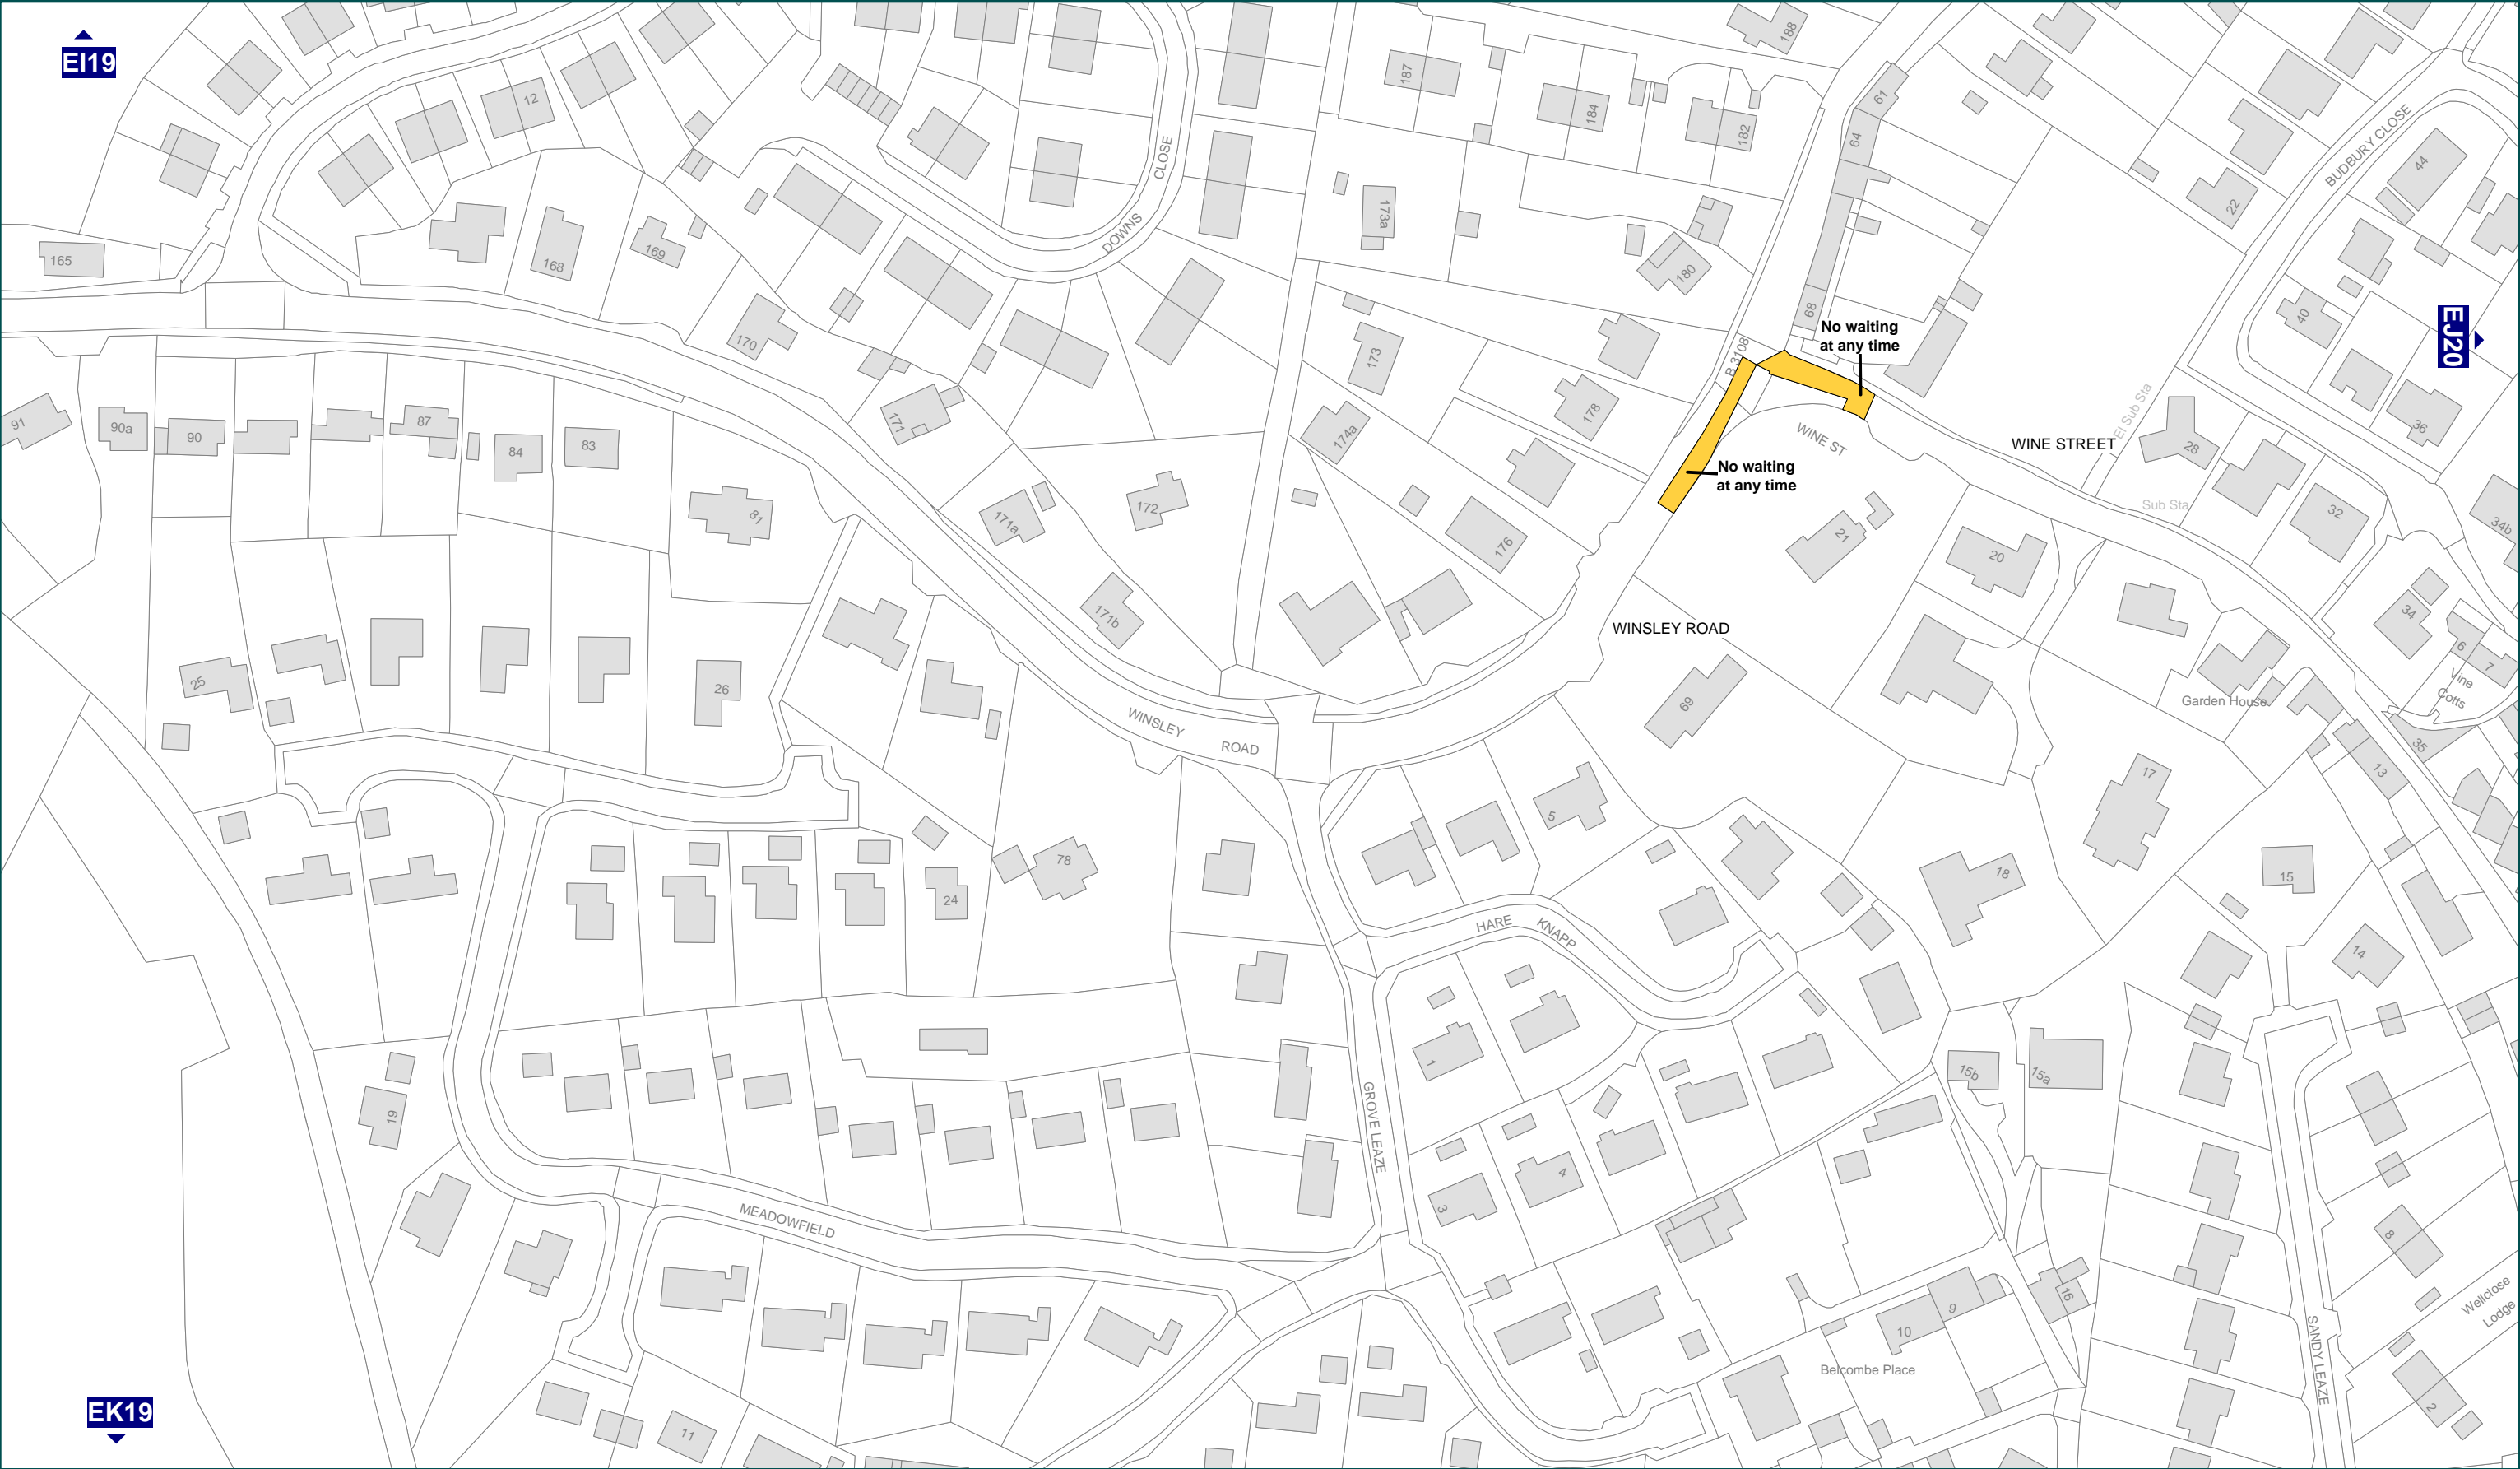 EI19
188
187
184
182
61
64
12
CLOSE
DOWNS
BUDBURY CLOSE
44
22
173a
165
168
169
180
68
170
B 3108
No waiting
at any time
40
EJ20
173
178
174a
171
91
90a
90
87
84
83
WINE ST
WINE STREET
El Sub Sta
28
36
No waiting
at any time
Sub Sta
32
34b
81
171a
172
176
21
20
171b
WINSLEY ROAD
34
6
7
Vine
Cotts
25
26
69
Garden House
WINSLEY
ROAD
35
13
17
5
78
24
18
15
HARE
KNAPP
14
1
15b
15a
19
GROVE LEAZE
4
3
MEADOWFIELD
8
16
9
10
Wellclose
Lodge
Belcombe Place
SANDY LEAZE
2
EK19
11